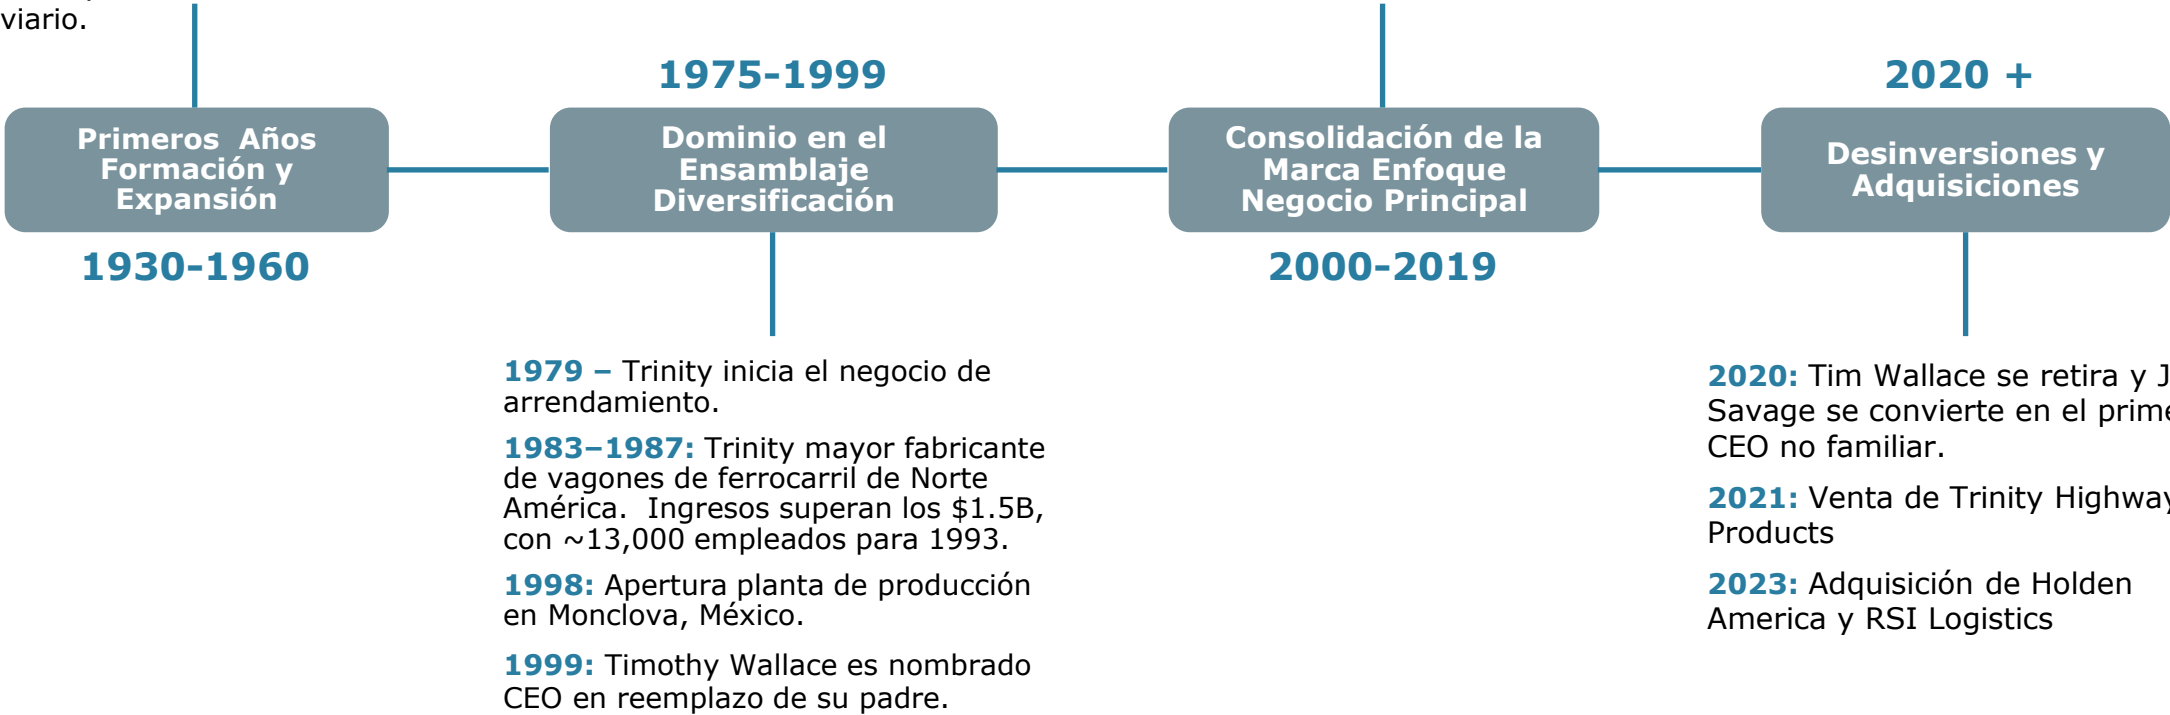 viario.
1975-1999
2020 +
Primeros Años
Formación y
Expansión
Dominio en el
Ensamblaje
Diversificación
Consolidación de la
Marca Enfoque
Negocio Principal
Desinversiones y
Adquisiciones
1930-1960
2000-2019
1979 – Trinity inicia el negocio de
arrendamiento.
1983–1987: Trinity mayor fabricante
de vagones de ferrocarril de Norte
América. Ingresos superan los $1.5B,
con ~13,000 empleados para 1993.
1998: Apertura planta de producción
en Monclova, México.
1999: Timothy Wallace es nombrado
CEO en reemplazo de su padre.
2020: Tim Wallace se retira y
Savage se convierte en el
CEO no familiar.
2021: Venta de Trinity Highway
Products
2023: Adquisición de Holden
America y RSI Logistics